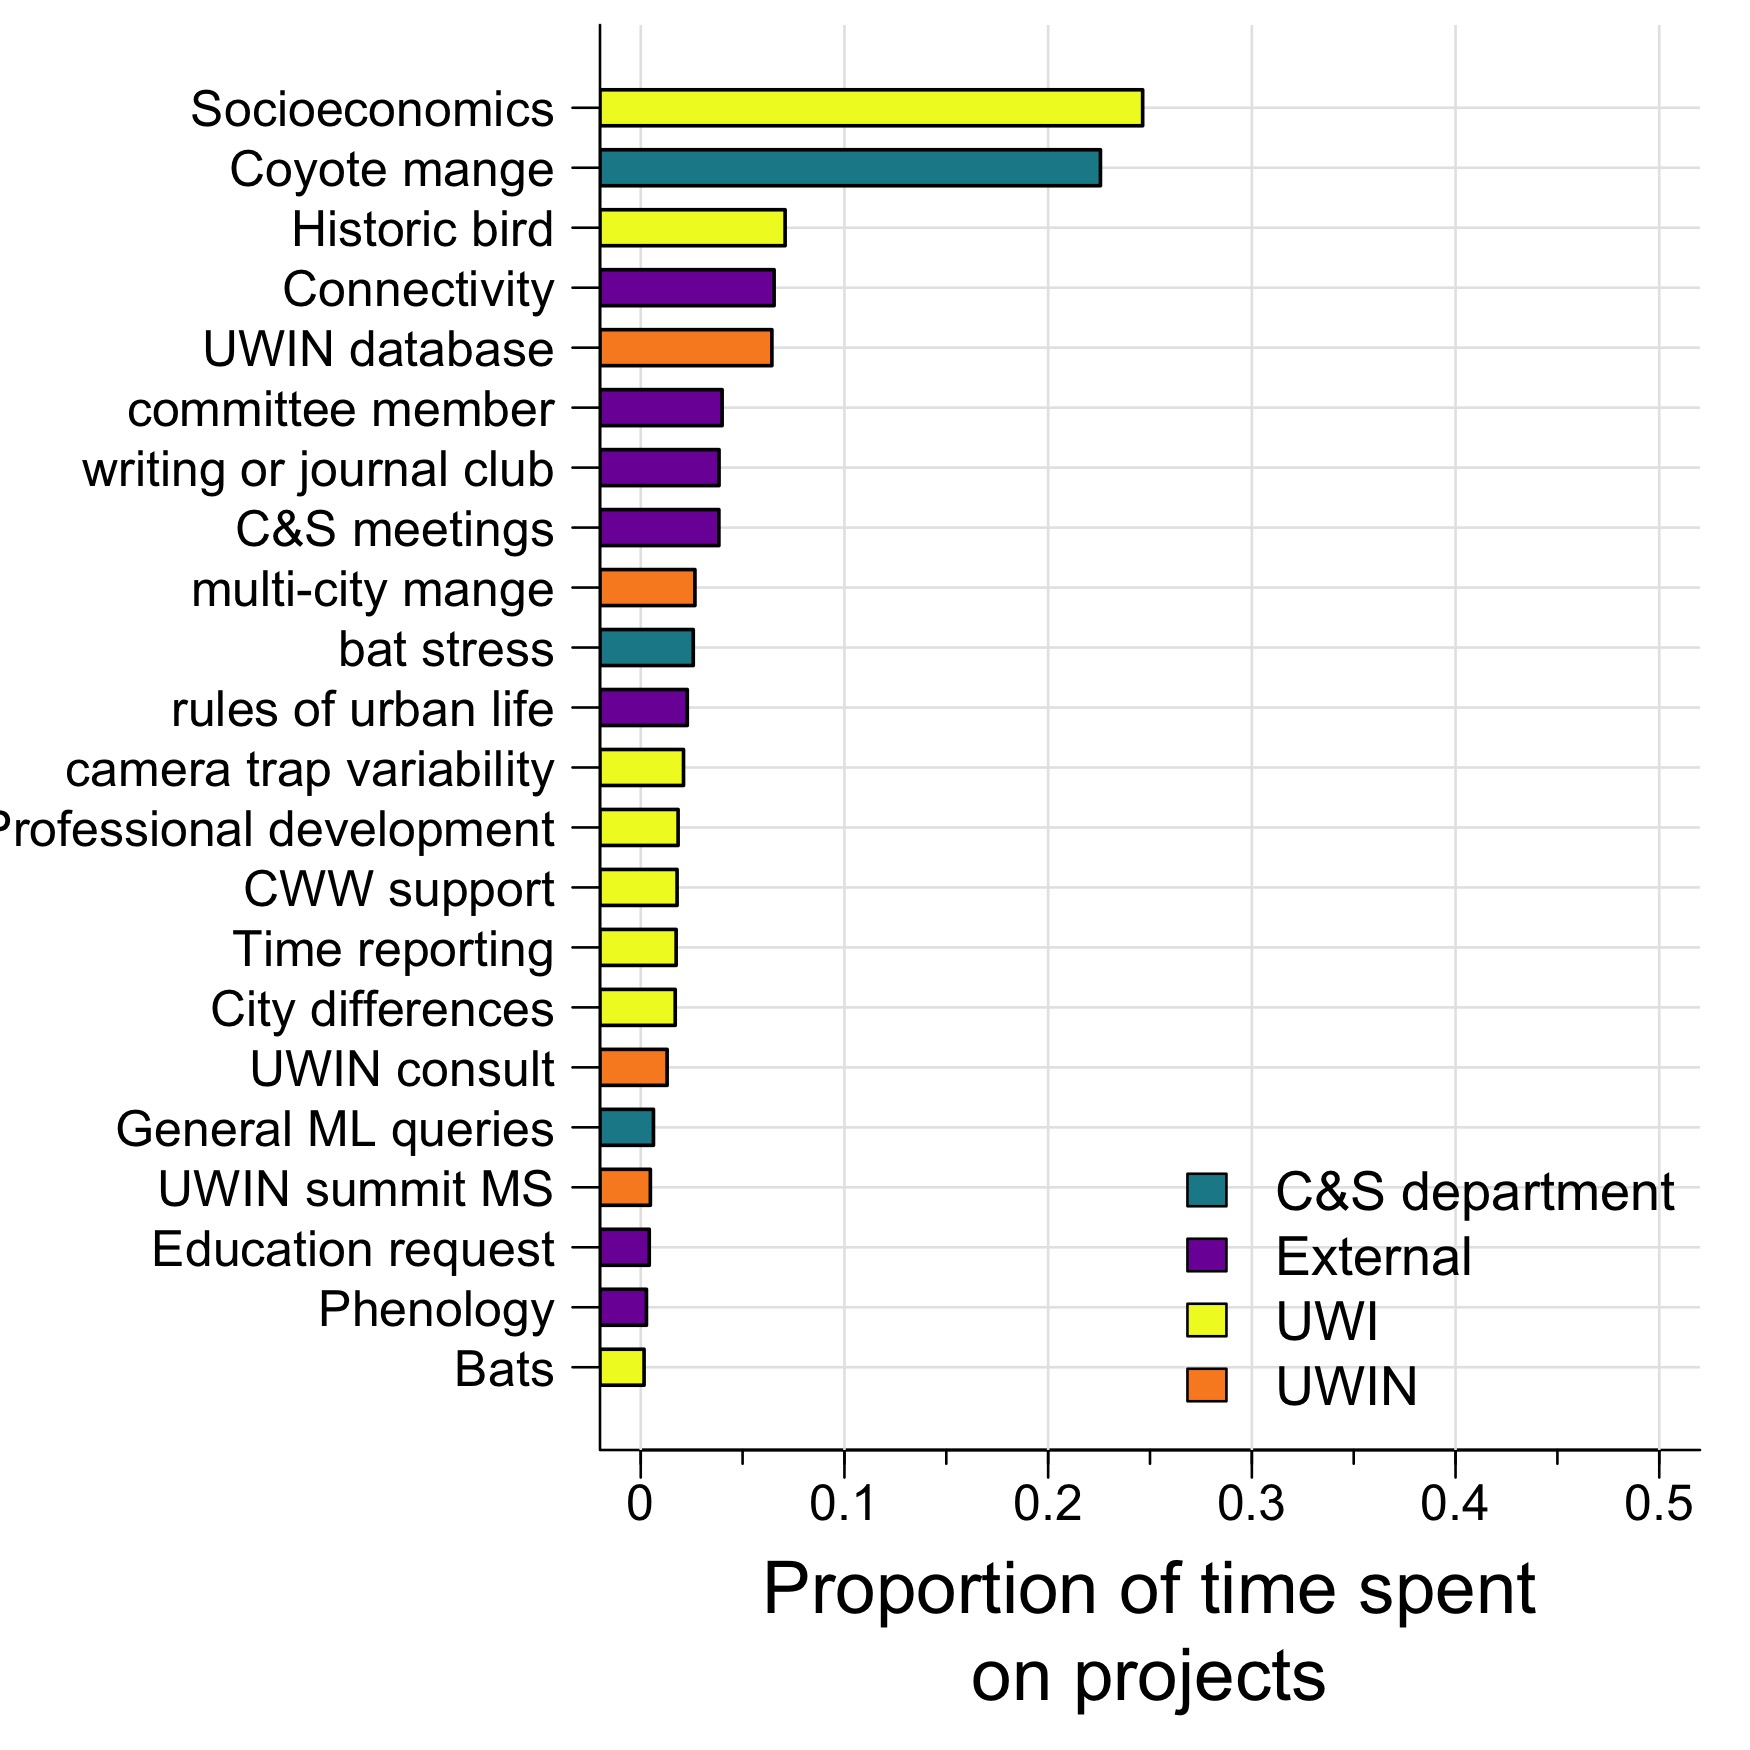 Socioeconomics
Coyote mange
Historic bird
Connectivity
UWIN database
committee member
writing or journal club
C&S meetings
multi-city mange
bat stress
rules of urban life
camera trap variability
Professional development
CWW support
Time reporting
City differences
UWIN consult
General ML queries
UWIN summit MS
Education request
Phenology
Bats
C&S department
External
UWI
UWIN
0 0.1 0.2 0.3 0.4 0.5
Proportion of time spent
on projects